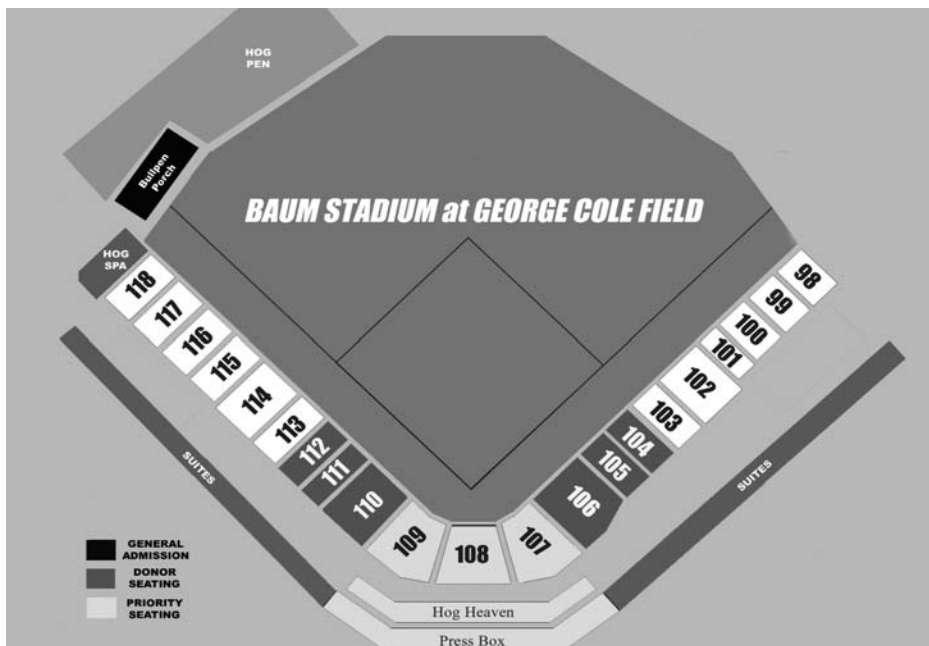 HOG
PEN
Bullpen
Porch
BAUM STADIUM at GEORGE COLE FIELD
HOG
SPA
118
117
116
115
114
113
112
111
110
109
108
107
106
105
104
103
102
101
100
99
98
SUITES
SUITES
GENERAL
ADMISSION
DONOR
SEATING
PRIORITY
SEATING
Hog Heaven
Press Box